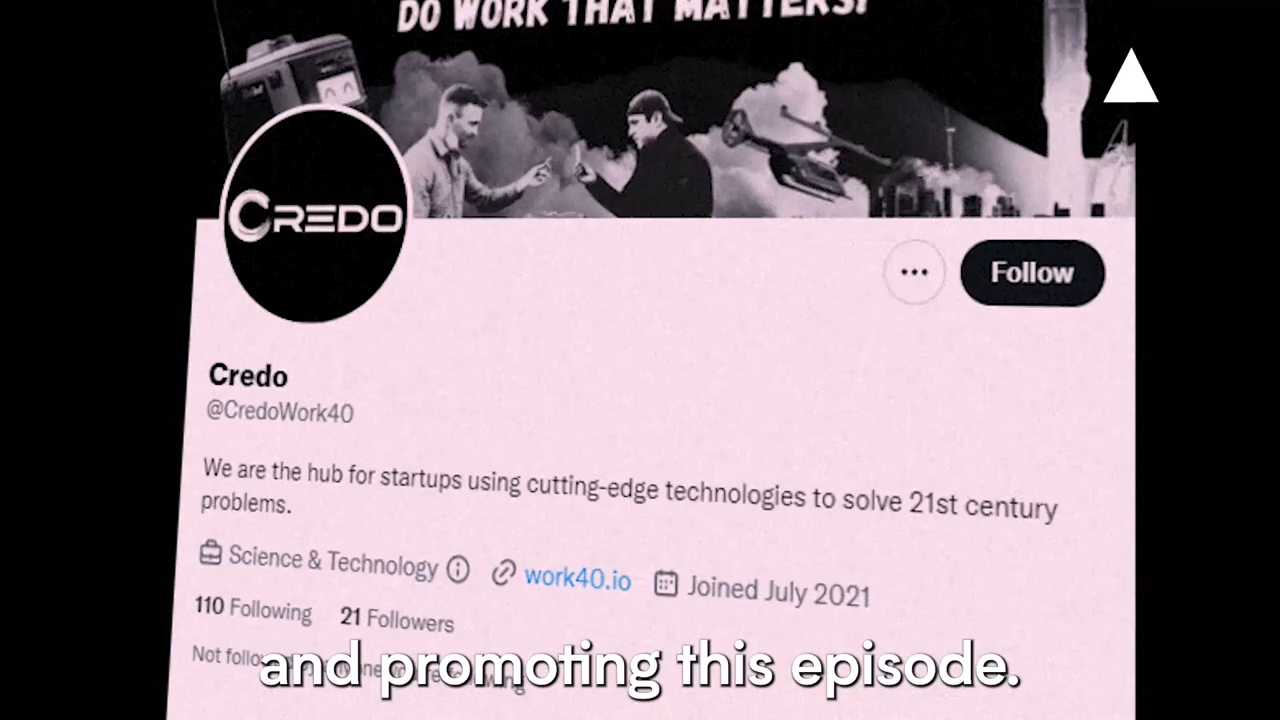 DO WORK THAT MATTERS!
CREDO
Follow
Credo
@CredoWork40
We are the hub for startups using cutting-edge technologies to solve 21st century
problems.
Science & Technology work40.io Joined July 2021
110 Following 21 Followers
Not
and promoting this episode.